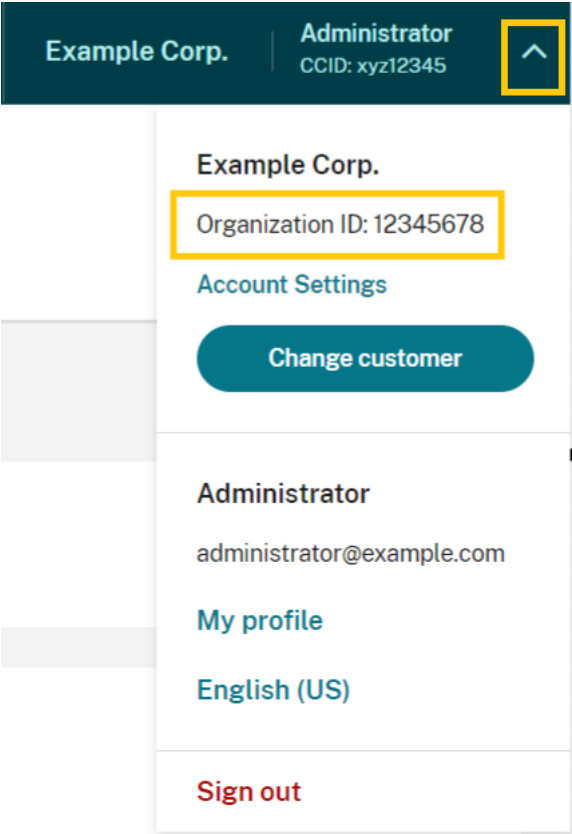 Example Corp.
Administrator
CCID: xyz12345
Example Corp.
Organization ID: 12345678
Account Settings
Change customer
Administrator
administrator@example.com
My profile
English (US)
Sign out